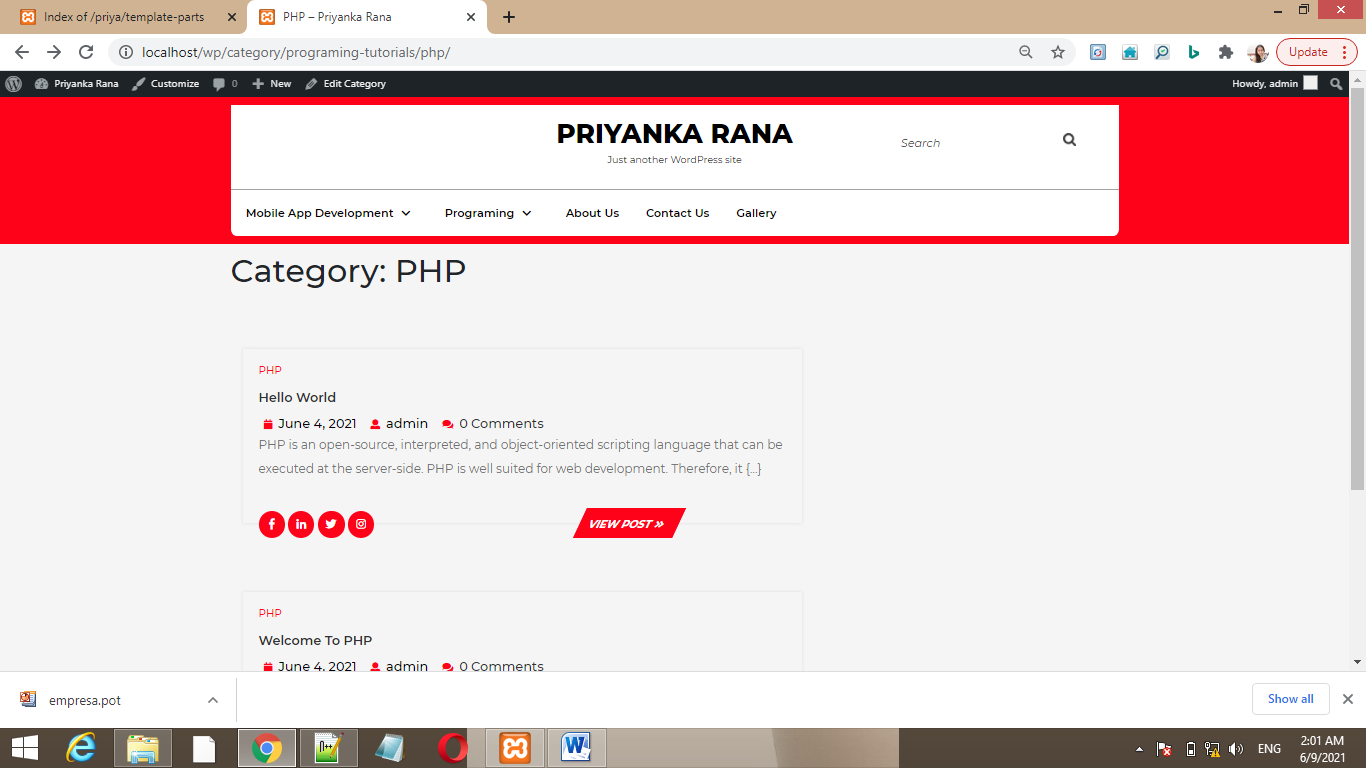 Index of /priya/template-parts
PHP – Priyanka Rana
localhost/wp/category/programing-tutorials/php/
Update
Priyanka Rana
Customize
0
New
Edit Category
Howdy, admin
PRIYANKA RANA
Just another WordPress site
Search
Mobile App Development
Programing
About Us
Contact Us
Gallery
Category: PHP
PHP
Hello World
June 4, 2021 admin 0 Comments
PHP is an open-source, interpreted, and object-oriented scripting language that can be
executed at the server-side. PHP is well suited for web development. Therefore, it {...}
VIEW POST »
PHP
Welcome To PHP
June 4, 2021 admin 0 Comments
empresa.pot
Show all
ENG
2:01 AM
6/9/2021